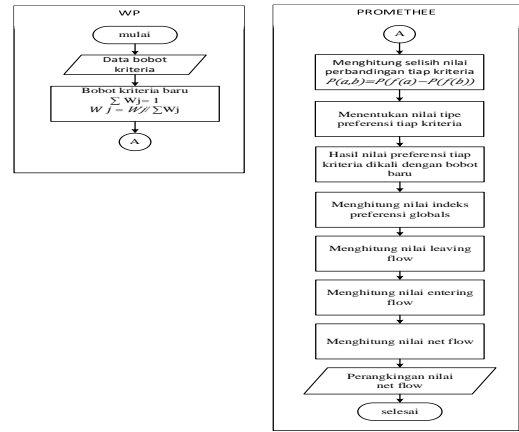 WP
mulai
Data bobot
kriteria
Bobot kriteria baru
∑ Wj= 1
W j = Wj/ ∑Wj
A
PROMETHEE
A
Menghitung selisih nilai
perbandingan tiap kriteria
P(a,b)=P(f(a)−P(f(b))
Menentukan nilai tipe
preferensi tiap kriteria
Hasil nilai preferensi tiap
kriteria dikali dengan bobot
baru
Menghitung nilai indeks
preferensi globals
Menghitung nilai leaving
flow
Menghitung nilai entering
flow
Menghitung nilai net flow
Perangkingan nilai
net flow
selesai